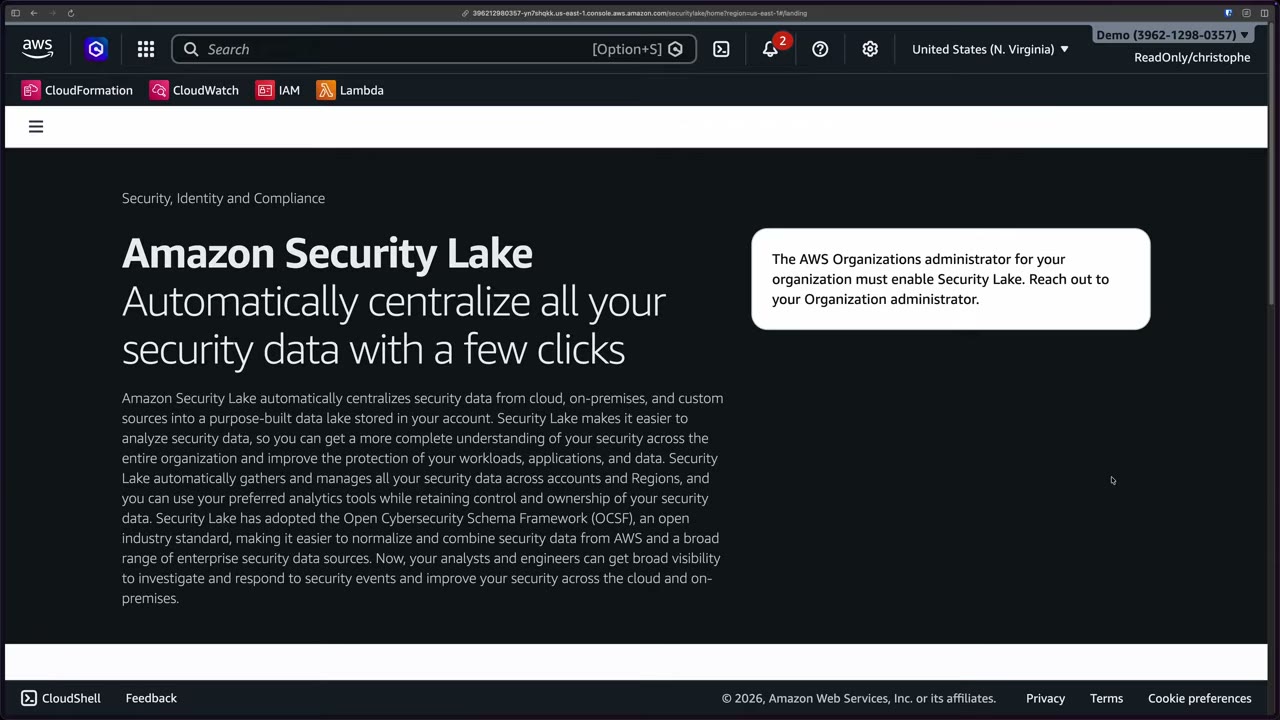 396212980357-yn7shqkk.us-east-1.console.aws.amazon.com/securitylake/home?region=us-east-1#/landing
aws
Search
[Option+S]
2
United States (N. Virginia)
Demo (3962-1298-0357)
ReadOnly/christophe
CloudFormation
CloudWatch
IAM
Lambda
Security, Identity and Compliance
Amazon Security Lake
Automatically centralize all your
security data with a few clicks
Amazon Security Lake automatically centralizes security data from cloud, on-premises, and custom
sources into a purpose-built data lake stored in your account. Security Lake makes it easier to
analyze security data, so you can get a more complete understanding of your security across the
entire organization and improve the protection of your workloads, applications, and data. Security
Lake automatically gathers and manages all your security data across accounts and Regions, and
you can use your preferred analytics tools while retaining control and ownership of your security
data. Security Lake has adopted the Open Cybersecurity Schema Framework (OCSF), an open
industry standard, making it easier to normalize and combine security data from AWS and a broad
range of enterprise security data sources. Now, your analysts and engineers can get broad visibility
to investigate and respond to security events and improve your security across the cloud and on-
premises.
The AWS Organizations administrator for your
organization must enable Security Lake. Reach out to
your Organization administrator.
CloudShell
Feedback
© 2026, Amazon Web Services, Inc. or its affiliates.
Privacy
Terms
Cookie preferences